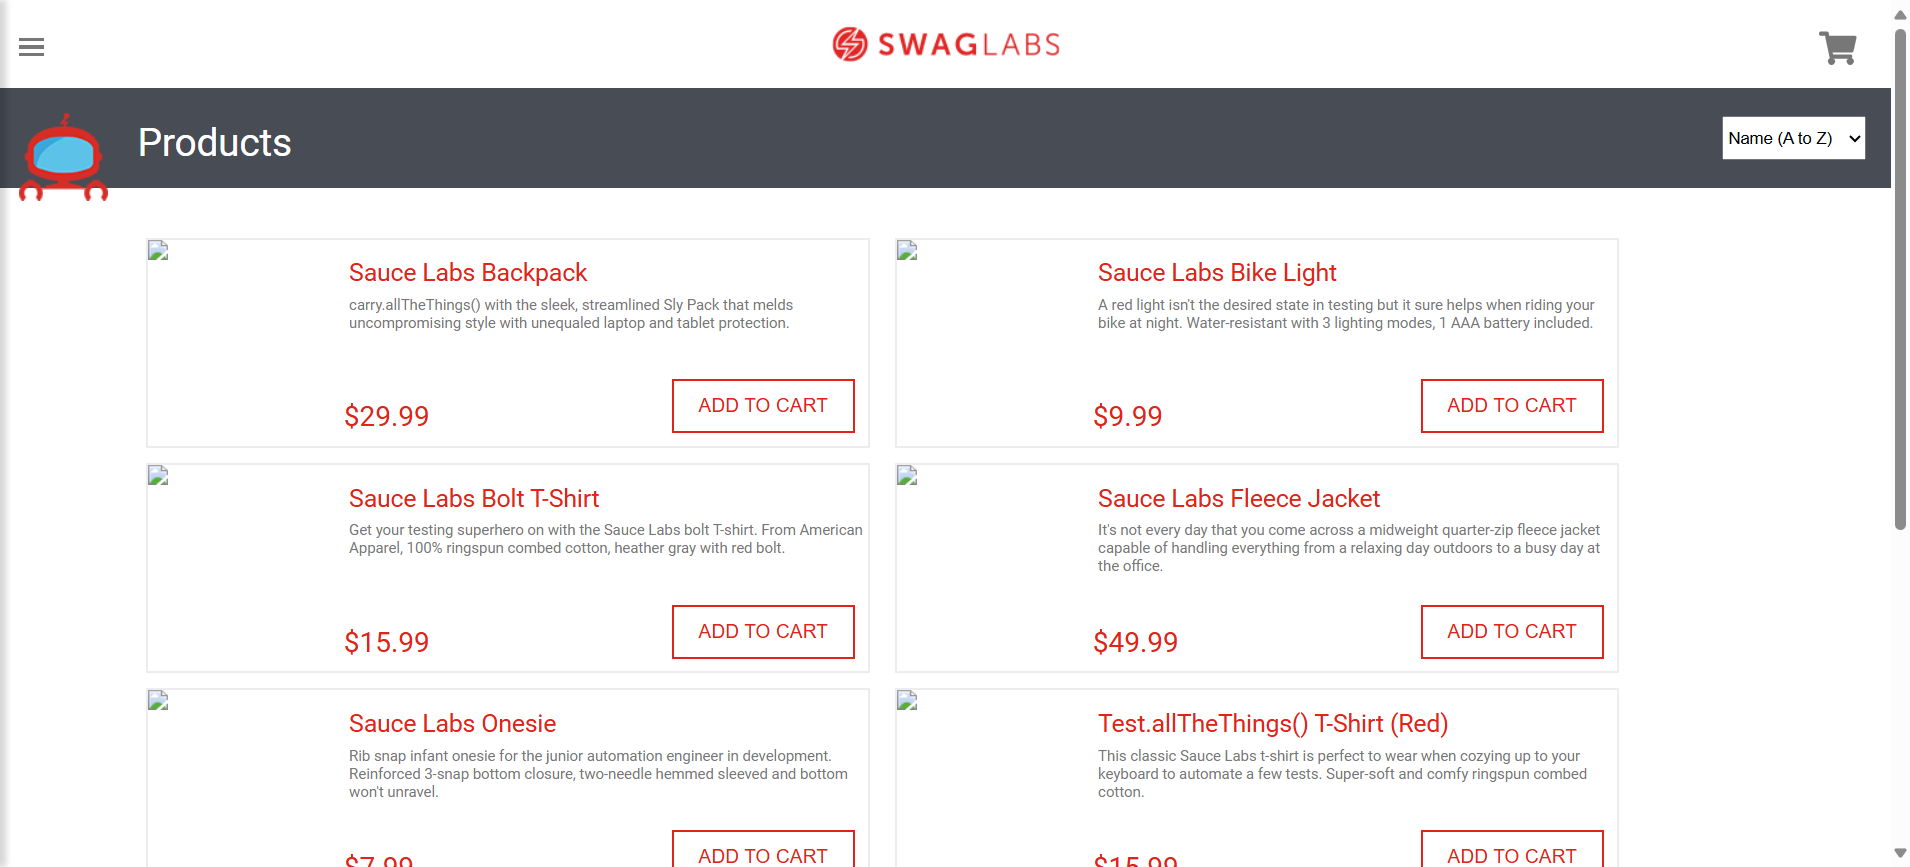 SWAGLABS
Products
Name (A to Z)
Sauce Labs Backpack
carry.allTheThings() with the sleek, streamlined Sly Pack that melds
uncompromising style with unequaled laptop and tablet protection.
$29.99
ADD TO CART
Sauce Labs Bike Light
A red light isn't the desired state in testing but it sure helps when riding your
bike at night. Water-resistant with 3 lighting modes, 1 AAA battery included.
$9.99
ADD TO CART
Sauce Labs Bolt T-Shirt
Get your testing superhero on with the Sauce Labs bolt T-shirt. From American
Apparel, 100% ringspun combed cotton, heather gray with red bolt.
$15.99
ADD TO CART
Sauce Labs Fleece Jacket
It's not every day that you come across a midweight quarter-zip fleece jacket
capable of handling everything from a relaxing day outdoors to a busy day at
the office.
$49.99
ADD TO CART
Sauce Labs Onesie
Rib snap infant onesie for the junior automation engineer in development.
Reinforced 3-snap bottom closure, two-needle hemmed sleeved and bottom
won't unravel.
$7.99
ADD TO CART
Test.allTheThings() T-Shirt (Red)
This classic Sauce Labs t-shirt is perfect to wear when cozying up to your
keyboard to automate a few tests. Super-soft and comfy ringspun combed
cotton.
$15.99
ADD TO CART